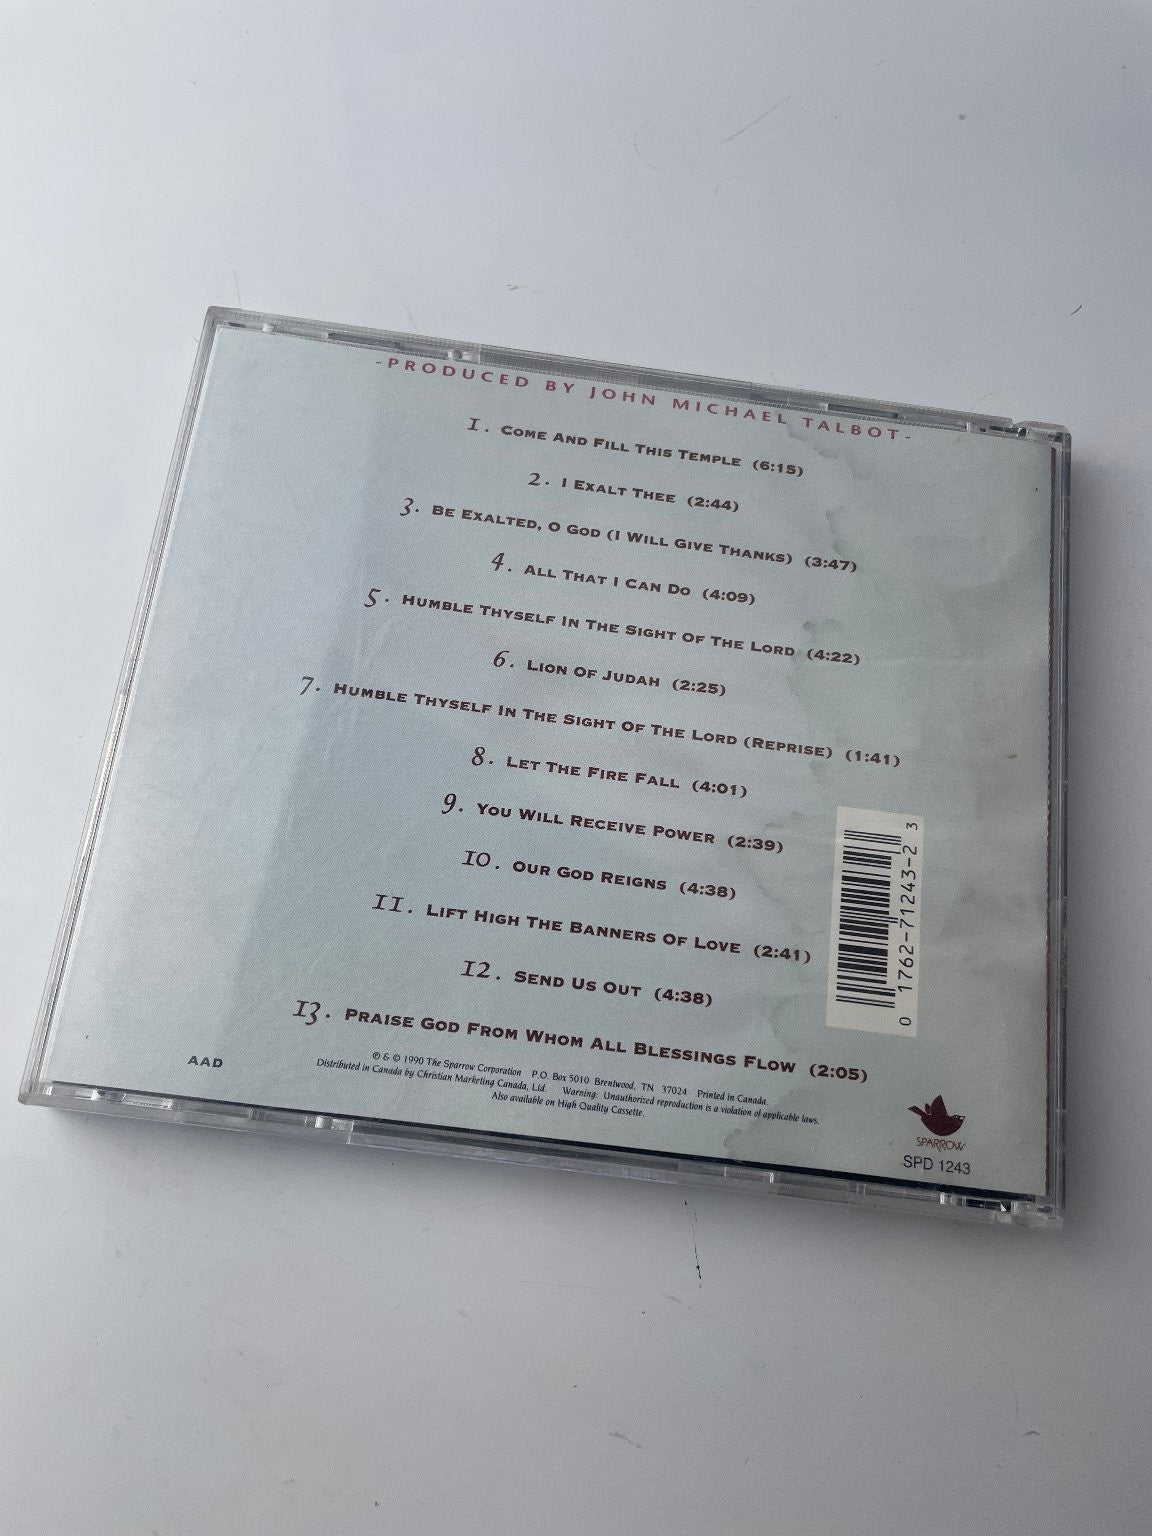 -PRODUCED BY JOHN MICHAEL TALBOT-
1. COME AND FILL THIS TEMPLE (6:15)
2. I EXALT THEE (2:44)
3. BE EXALTED, O GOD (I WILL GIVE THANKS) (3:47)
4. ALL THAT I CAN DO (4:09)
5. HUMBLE THYSELF IN THE SIGHT OF THE LORD (4:22)
6. LION OF JUDAH (2:25)
7. HUMBLE THYSELF IN THE SIGHT OF THE LORD (REPRISE) (1:41)
8. LET THE FIRE FALL (4:01)
9. YOU WILL RECEIVE POWER (2:39)
10. OUR GOD REIGNS (4:38)
11. LIFT HIGH THE BANNERS OF LOVE (2:41)
12. SEND US OUT (4:38)
13. PRAISE GOD FROM WHOM ALL BLESSINGS FLOW (2:05)
0 1762-71243-2 3
AAD
℗ & © 1990 The Sparrow Corporation P.O. Box 5010 Brentwood, TN 37024 Printed in Canada.
Distributed in Canada by Christian Marketing Canada, Ltd. Warning: Unauthorized reproduction is a violation of applicable laws.
Also available on High Quality Cassette.
SPARROW
SPD 1243